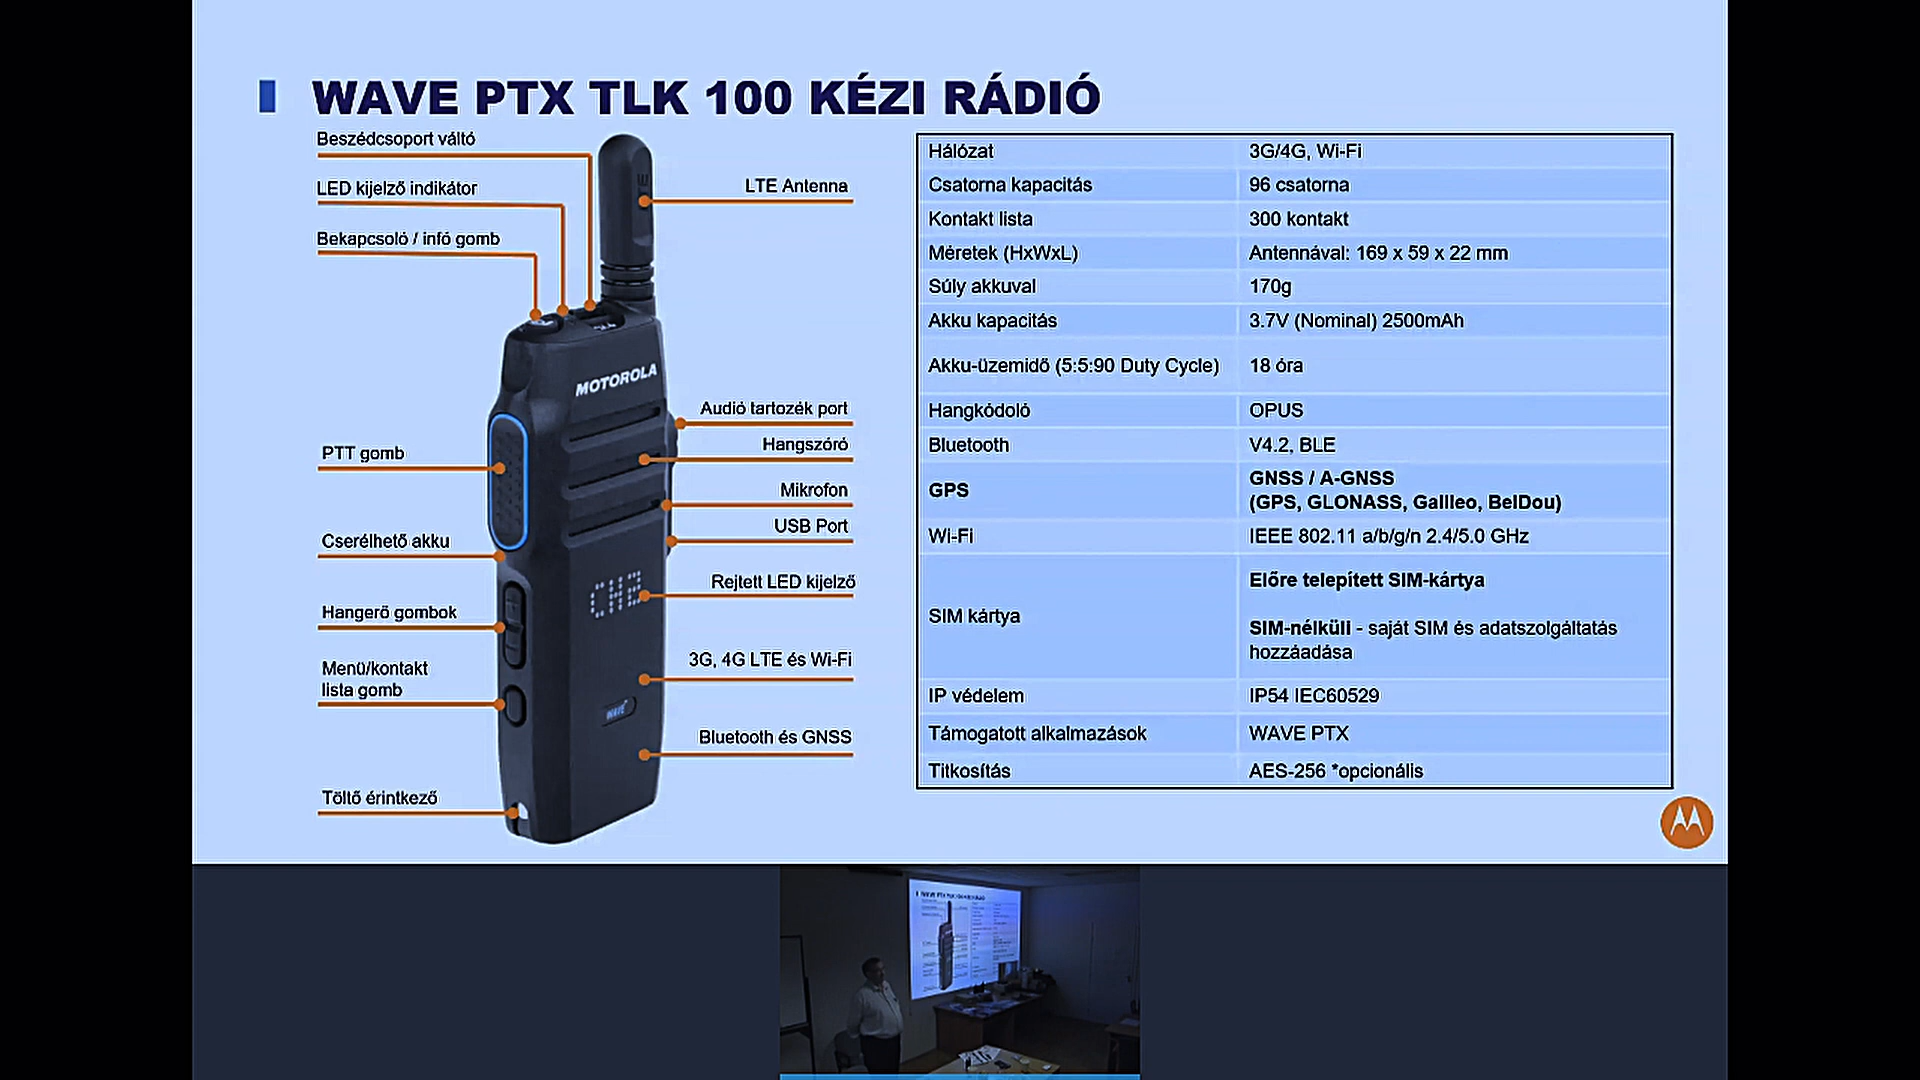 WAVE PTX TLK 100 KÉZI RÁDIÓ
Beszédcsoport váltó
LED kijelző indikátor
Bekapcsoló / infó gomb
PTT gomb
Cserélhető akku
Hangerő gombok
Menü/kontakt
lista gomb
Töltő érintkező
LTE Antenna
Audió tartozék port
Hangszóró
Mikrofon
USB Port
Rejtett LED kijelző
3G, 4G LTE és Wi-Fi
Bluetooth és GNSS
MOTOROLA
CH2
WAVE
Hálózat 3G/4G, Wi-Fi
Csatorna kapacitás 96 csatorna
Kontakt lista 300 kontakt
Méretek (HxWxL) Antennával: 169 x 59 x 22 mm
Súly akkuval 170g
Akku kapacitás 3.7V (Nominal) 2500mAh
Akku-üzemidő (5:5:90 Duty Cycle) 18 óra
Hangkódoló OPUS
Bluetooth V4.2, BLE
GPS GNSS / A-GNSS
(GPS, GLONASS, Galileo, BeiDou)
Wi-Fi IEEE 802.11 a/b/g/n 2.4/5.0 GHz
SIM kártya Előre telepített SIM-kártya
SIM-nélküli - saját SIM és adatszolgáltatás
hozzáadása
IP védelem IP54 IEC60529
Támogatott alkalmazások WAVE PTX
Titkosítás AES-256 *opcionális